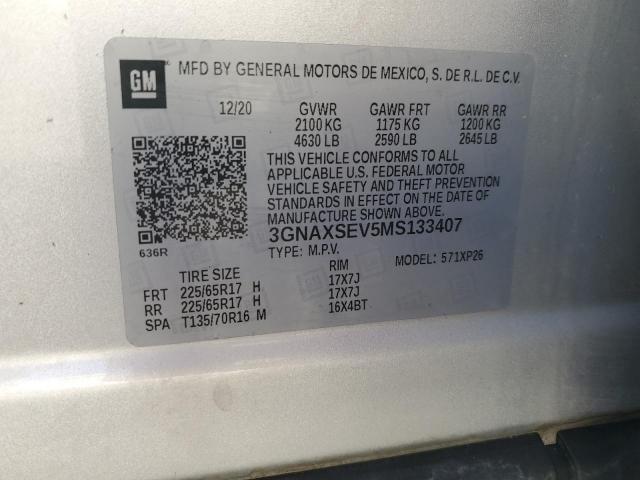 GM MFD BY GENERAL MOTORS DE MEXICO, S. DE R.L. DE C.V.
12/20 GVWR GAWR FRT GAWR RR
2100 KG 1175 KG 1200 KG
4630 LB 2590 LB 2645 LB
THIS VEHICLE CONFORMS TO ALL
APPLICABLE U.S. FEDERAL MOTOR
VEHICLE SAFETY AND THEFT PREVENTION
STANDARDS IN EFFECT ON THE DATE OF
MANUFACTURE SHOWN ABOVE.
3GNAXSEV5MS133407
636R TYPE: M.P.V. MODEL: 571XP26
TIRE SIZE RIM
FRT 225/65R17 H 17X7J
RR 225/65R17 H 17X7J
SPA T135/70R16 M 16X4BT